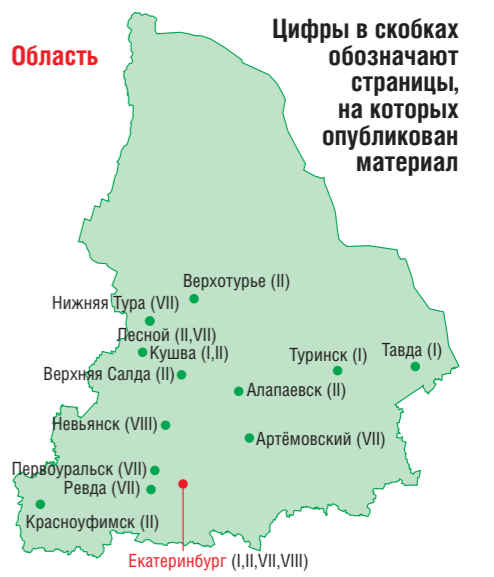 Область
Цифры в скобках
обозначают
страницы,
на которых
опубликован
материал
Верхотурье (II)
Нижняя Тура (VII)
Лесной (II,VII)
Кушва (I,II)
Туринск (I)
Тавда (I)
Верхняя Салда (II)
Алапаевск (II)
Невьянск (VIII)
Артёмовский (VII)
Первоуральск (VII)
Ревда (VII)
Красноуфимск (II)
Екатеринбург (I,II,VII,VIII)